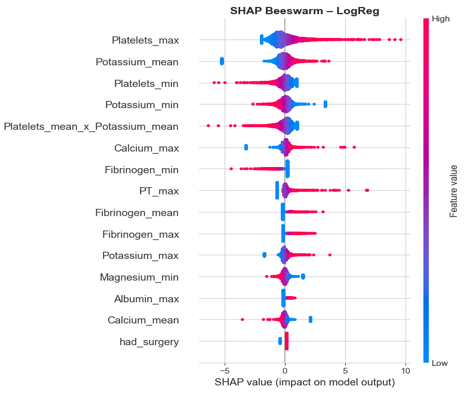 SHAP Beeswarm — LogReg
Platelets_max
Potassium_mean
Platelets_min
Potassium_min
Platelets_mean_x_Potassium_mean
Calcium_max
Fibrinogen_min
PT_max
Fibrinogen_mean
Fibrinogen_max
Potassium_max
Magnesium_min
Albumin_max
Calcium_mean
had_surgery
−5 0 5 10
SHAP value (impact on model output)
High
Feature value
Low